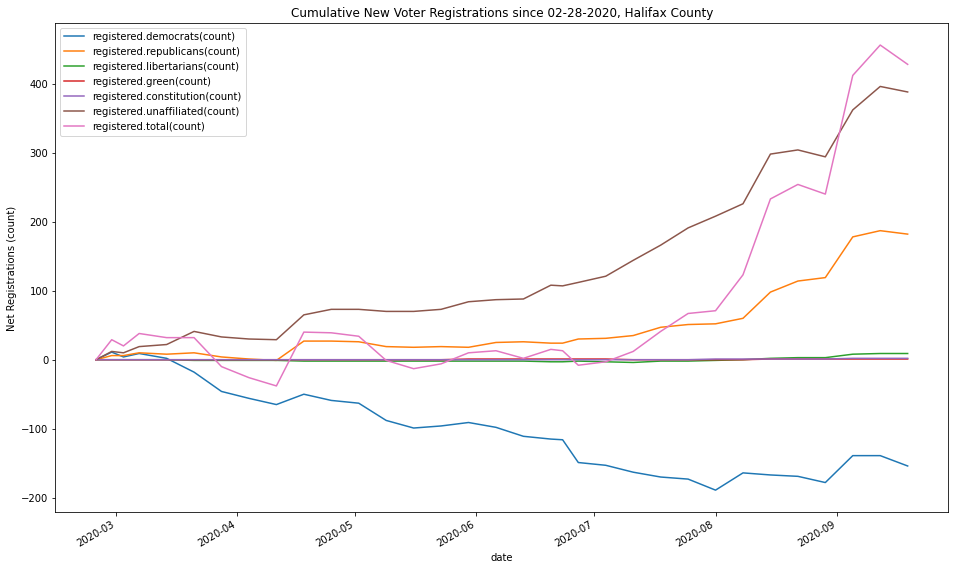 Cumulative New Voter Registrations since 02-28-2020, Halifax County
registered.democrats(count)
registered.republicans(count)
registered.libertarians(count)
registered.green(count)
registered.constitution(count)
registered.unaffiliated(count)
registered.total(count)
Net Registrations (count)
400
300
200
100
0
−100
−200
2020-03
2020-04
2020-05
2020-06
2020-07
2020-08
2020-09
date